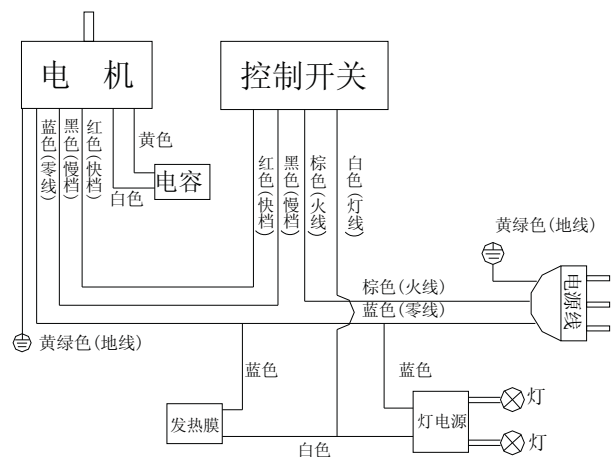 电 机
控制开关
蓝色(零线)
黑色(慢档)
红色(快档)
黄色
电容
白色
红色(快档)
黑色(慢档)
棕色(火线)
白色(灯线)
黄绿色(地线)
棕色(火线)
蓝色(零线)
电源线
黄绿色(地线)
蓝色
蓝色
发热膜
灯电源
灯
灯
白色